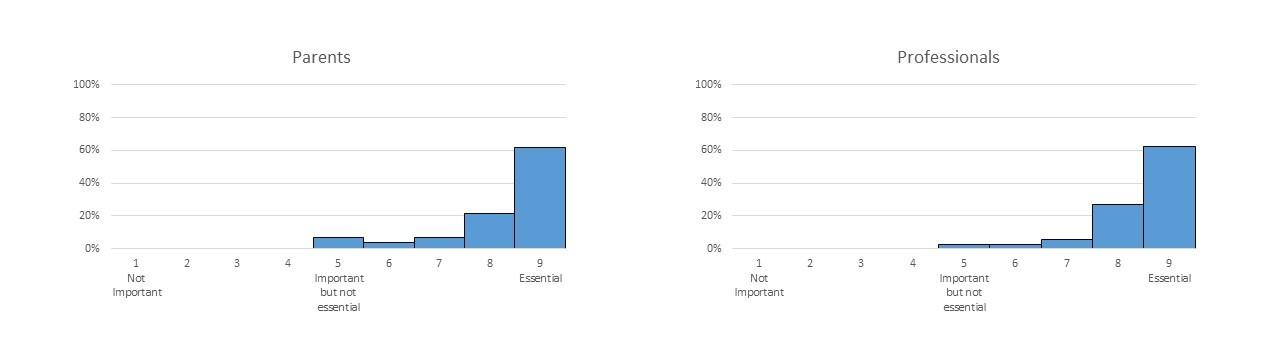 Parents
100%
80%
60%
40%
20%
0%
1 2 3 4 5 6 7 8 9
Not Important Essential
Important but not
essential
Professionals
100%
80%
60%
40%
20%
0%
1 2 3 4 5 6 7 8 9
Not Important Essential
Important but not
essential